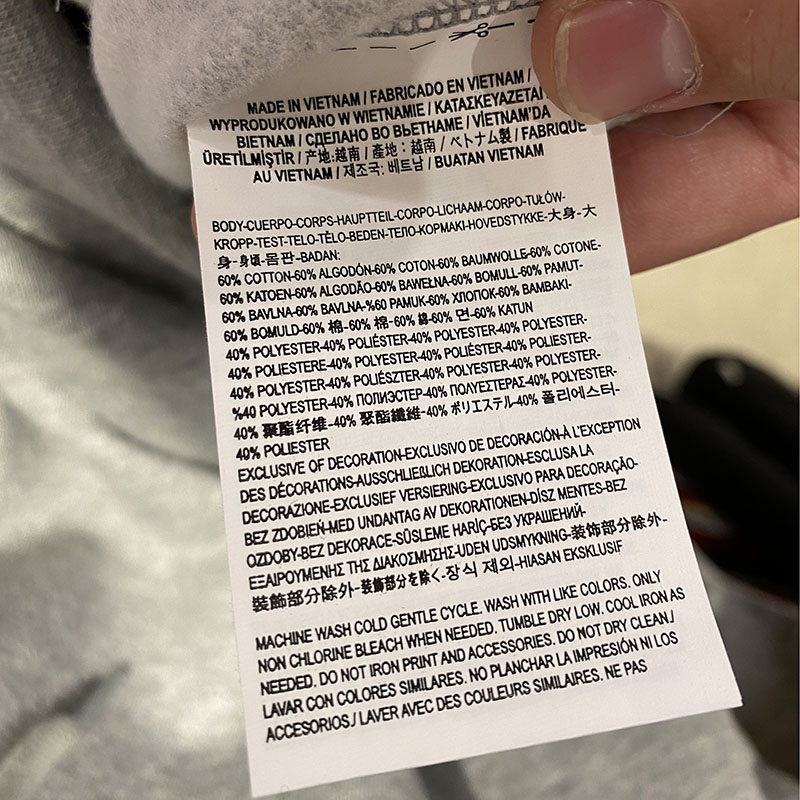 MADE IN VIETNAM / FABRICADO EN VIETNAM /
WYPRODUKOWANO W WIETNAMIE / ΚΑΤΑΣΚΕΥΑΖΕΤΑΙ
ΒΙΕΤΝΑΜ / СДЕЛАНО ВО ВЬЕТНАМЕ / VİETNAM'DA
ÜRETİLMİŞTİR / 产地:越南 / 產地：越南 / ベトナム製 / FABRIQUÉ
AU VIETNAM / 제조국: 베트남 / BUATAN VIETNAM
BODY-CUERPO-CORPS-HAUPTTEIL-CORPO-LICHAAM-CORPO-TUŁÓW-
KROPP-TEST-TELO-TĚLO-BEDEN-ТЕЛО-ΚΟΡΜΑΚΙ-HOVEDSTYKKE-大身-大
身-身頃-몸판-BADAN:
60% COTTON-60% ALGODÓN-60% COTON-60% BAUMWOLLE-60% COTONE-
60% KATOEN-60% ALGODÃO-60% BAWEŁNA-60% BOMULL-60% PAMUT-
60% BAVLNA-60% BAVLNA-%60 PAMUK-60% ХЛОПОК-60% ΒΑΜΒΑΚΙ-
60% BOMULD-60% 棉-60% 棉-60% 綿-60% 면-60% KATUN
40% POLYESTER-40% POLIÉSTER-40% POLYESTER-40% POLYESTER-
40% POLIESTERE-40% POLYESTER-40% POLIÉSTER-40% POLIESTER-
40% POLYESTER-40% POLIÉSZTER-40% POLYESTER-40% POLYESTER-
%40 POLYESTER-40% ПОЛИЭСТЕР-40% ΠΟΛΥΕΣΤΕΡΑΣ-40% POLYESTER-
40% 聚酯纤维-40% 聚酯纖維-40% ポリエステル-40% 폴리에스터-
40% POLIESTER
EXCLUSIVE OF DECORATION-EXCLUSIVO DE DECORACIÓN-À L'EXCEPTION
DES DÉCORATIONS-AUSSCHLIEßLICH DEKORATION-ESCLUSA LA
DECORAZIONE-EXCLUSIEF VERSIERING-EXCLUSIVO PARA DECORAÇÃO-
BEZ ZDOBIEŃ-MED UNDANTAG AV DEKORATIONEN-DÍSZ MENTES-BEZ
OZDOBY-BEZ DEKORACE-SÜSLEME HARİÇ-БЕЗ УКРАШЕНИЙ-
ΕΞΑΙΡΟΥΜΕΝΗΣ ΤΗΣ ΔΙΑΚΟΣΜΗΣΗΣ-UDEN UDSMYKNING-装饰部分除外-
裝飾部分除外-装飾部分を除く-장식 제외-HIASAN EKSKLUSIF
MACHINE WASH COLD GENTLE CYCLE. WASH WITH LIKE COLORS. ONLY
NON CHLORINE BLEACH WHEN NEEDED. TUMBLE DRY LOW. COOL IRON AS
NEEDED. DO NOT IRON PRINT AND ACCESSORIES. DO NOT DRY CLEAN./
LAVAR CON COLORES SIMILARES. NO PLANCHAR LA IMPRESIÓN NI LOS
ACCESORIOS./ LAVER AVEC DES COULEURS SIMILAIRES. NE PAS